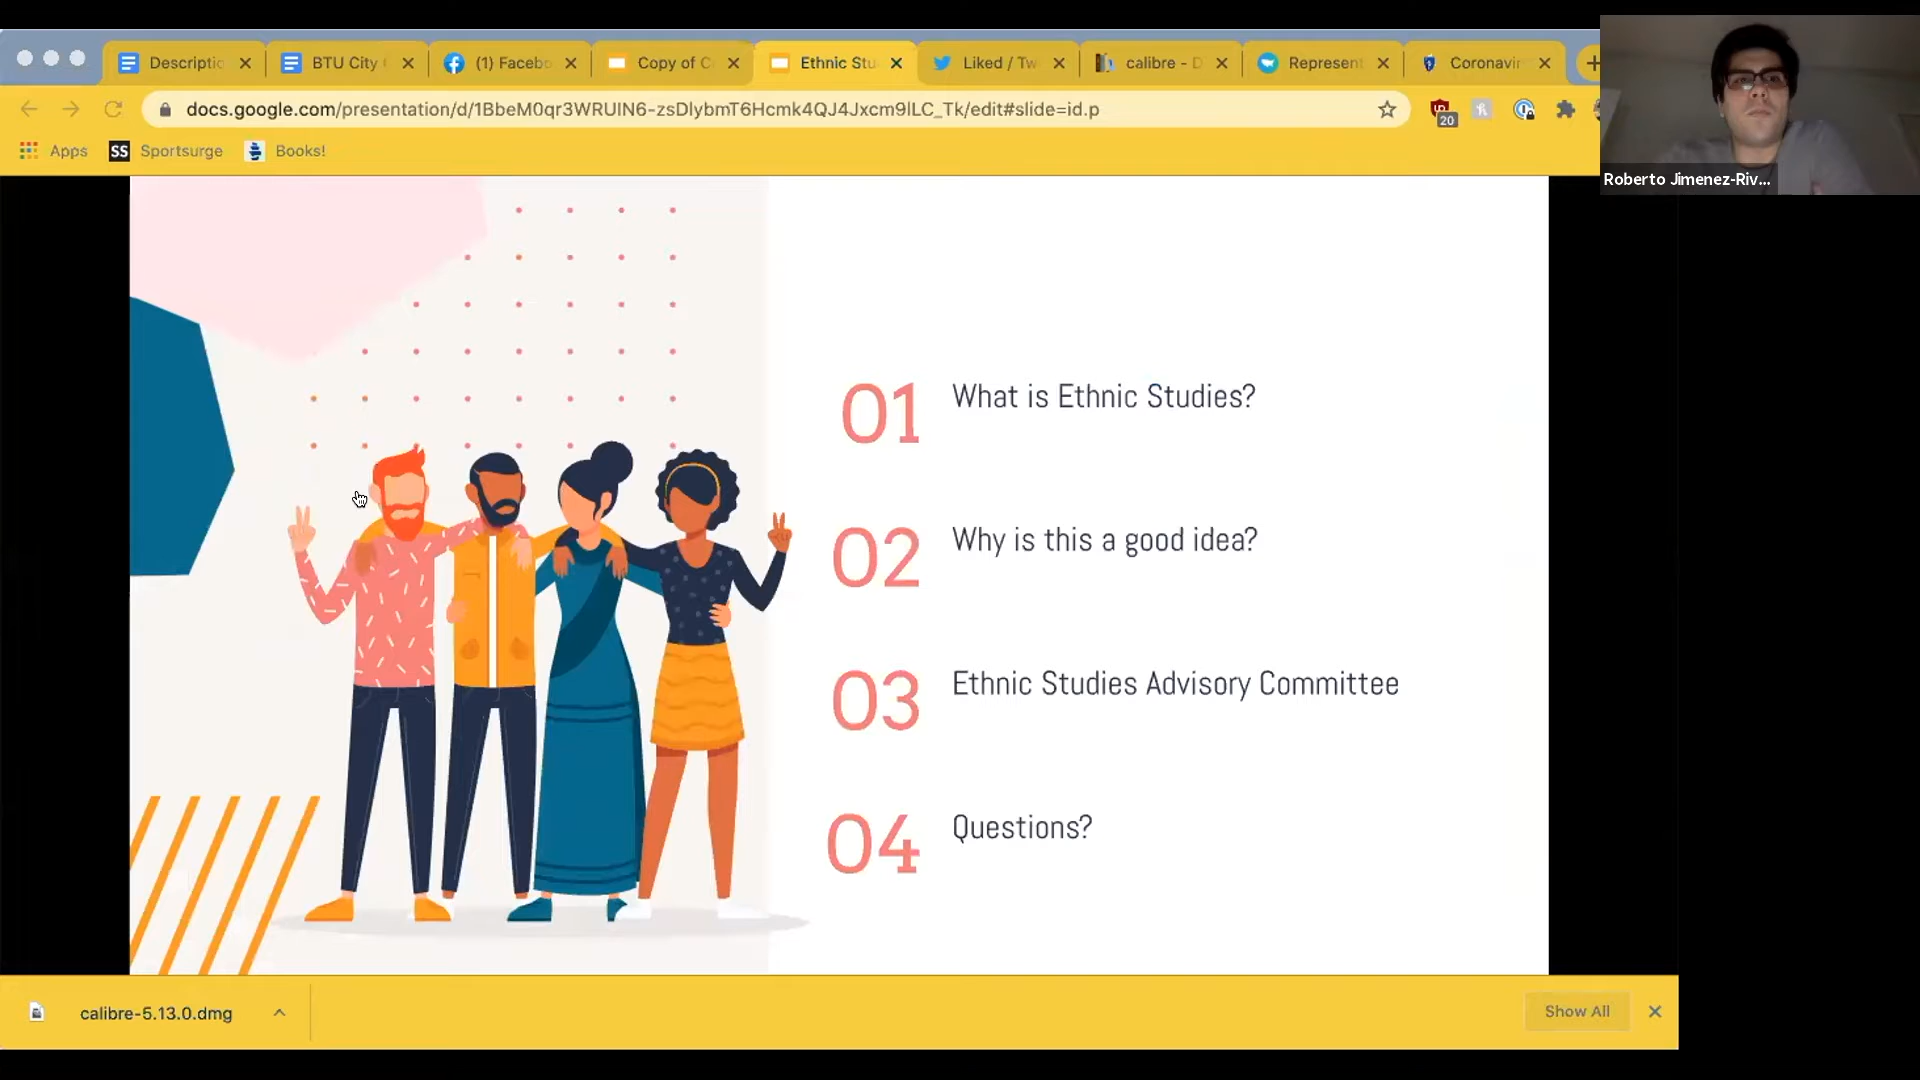 Descriptio
BTU City
(1) Facebo
Copy of C
Ethnic Stu
Liked / Tw
calibre - D
Represent
Coronavir
docs.google.com/presentation/d/1BbeM0qr3WRUIN6-zsDlybmT6Hcmk4QJ4Jxcm9lLC_Tk/edit#slide=id.p
20
Apps
SS
Sportsurge
Books!
Roberto Jimenez-Riv...
01
What is Ethnic Studies?
02
Why is this a good idea?
03
Ethnic Studies Advisory Committee
04
Questions?
calibre-5.13.0.dmg
Show All